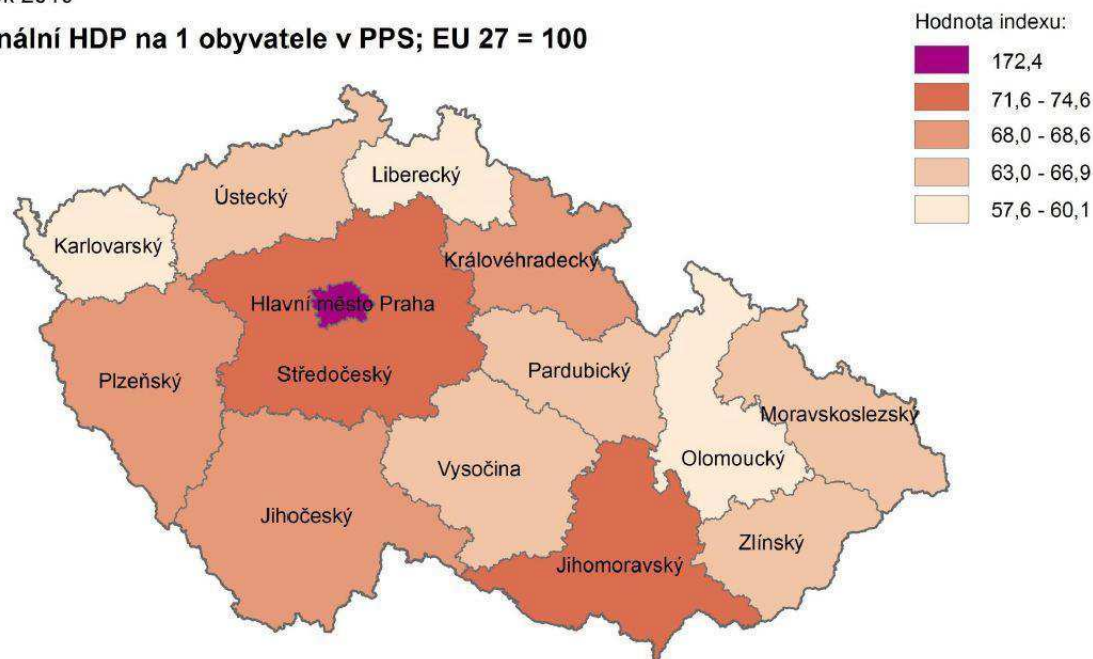 nální HDP na 1 obyvatele v PPS; EU 27 = 100
Hodnota indexu:
172,4
71,6 - 74,6
68,0 - 68,6
63,0 - 66,9
57,6 - 60,1
Liberecký
Ústecký
Karlovarský
Královéhradecký
Hlavní město Praha
Plzeňský
Středočeský
Pardubický
Moravskoslezský
Vysočina
Olomoucký
Jihočeský
Zlínský
Jihomoravský